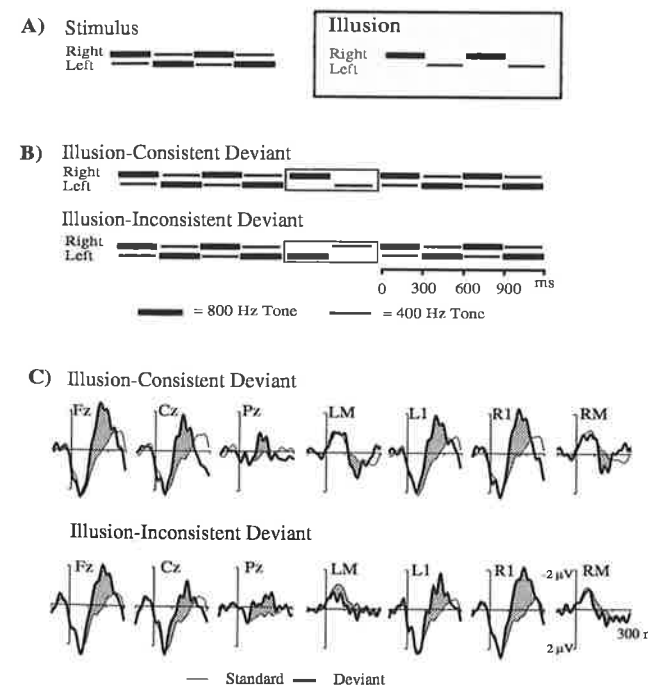 A) Stimulus
Right
Left
Illusion
Right
Left
B) Illusion-Consistent Deviant
Right
Left
Illusion-Inconsistent Deviant
Right
Left
0 300 600 900 ms
= 800 Hz Tone = 400 Hz Tone
C) Illusion-Consistent Deviant
Fz Cz Pz LM L1 R1 RM
Illusion-Inconsistent Deviant
Fz Cz Pz LM L1 R1 -2 µV RM
300
2 µV
Standard Deviant